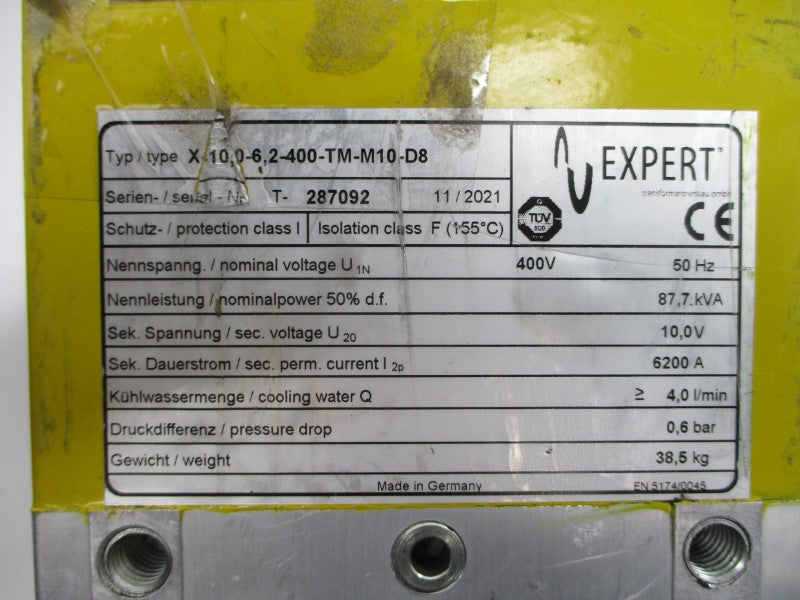 Typ / type X-10,0-6,2-400-TM-M10-D8
EXPERT®
transformatorenbau gmbh
Serien- / serial - Nr. T- 287092 11 / 2021
TÜV
SÜD
CE
Schutz- / protection class I Isolation class F (155°C)
Nennspanng. / nominal voltage U 1N 400V 50 Hz
Nennleistung / nominalpower 50% d.f. 87,7 kVA
Sek. Spannung / sec. voltage U 20 10,0V
Sek. Dauerstrom / sec. perm. current I 2p 6200 A
Kühlwassermenge / cooling water Q ≥ 4,0 l/min
Druckdifferenz / pressure drop 0,6 bar
Gewicht / weight 38,5 kg
Made in Germany EN 5174/0045